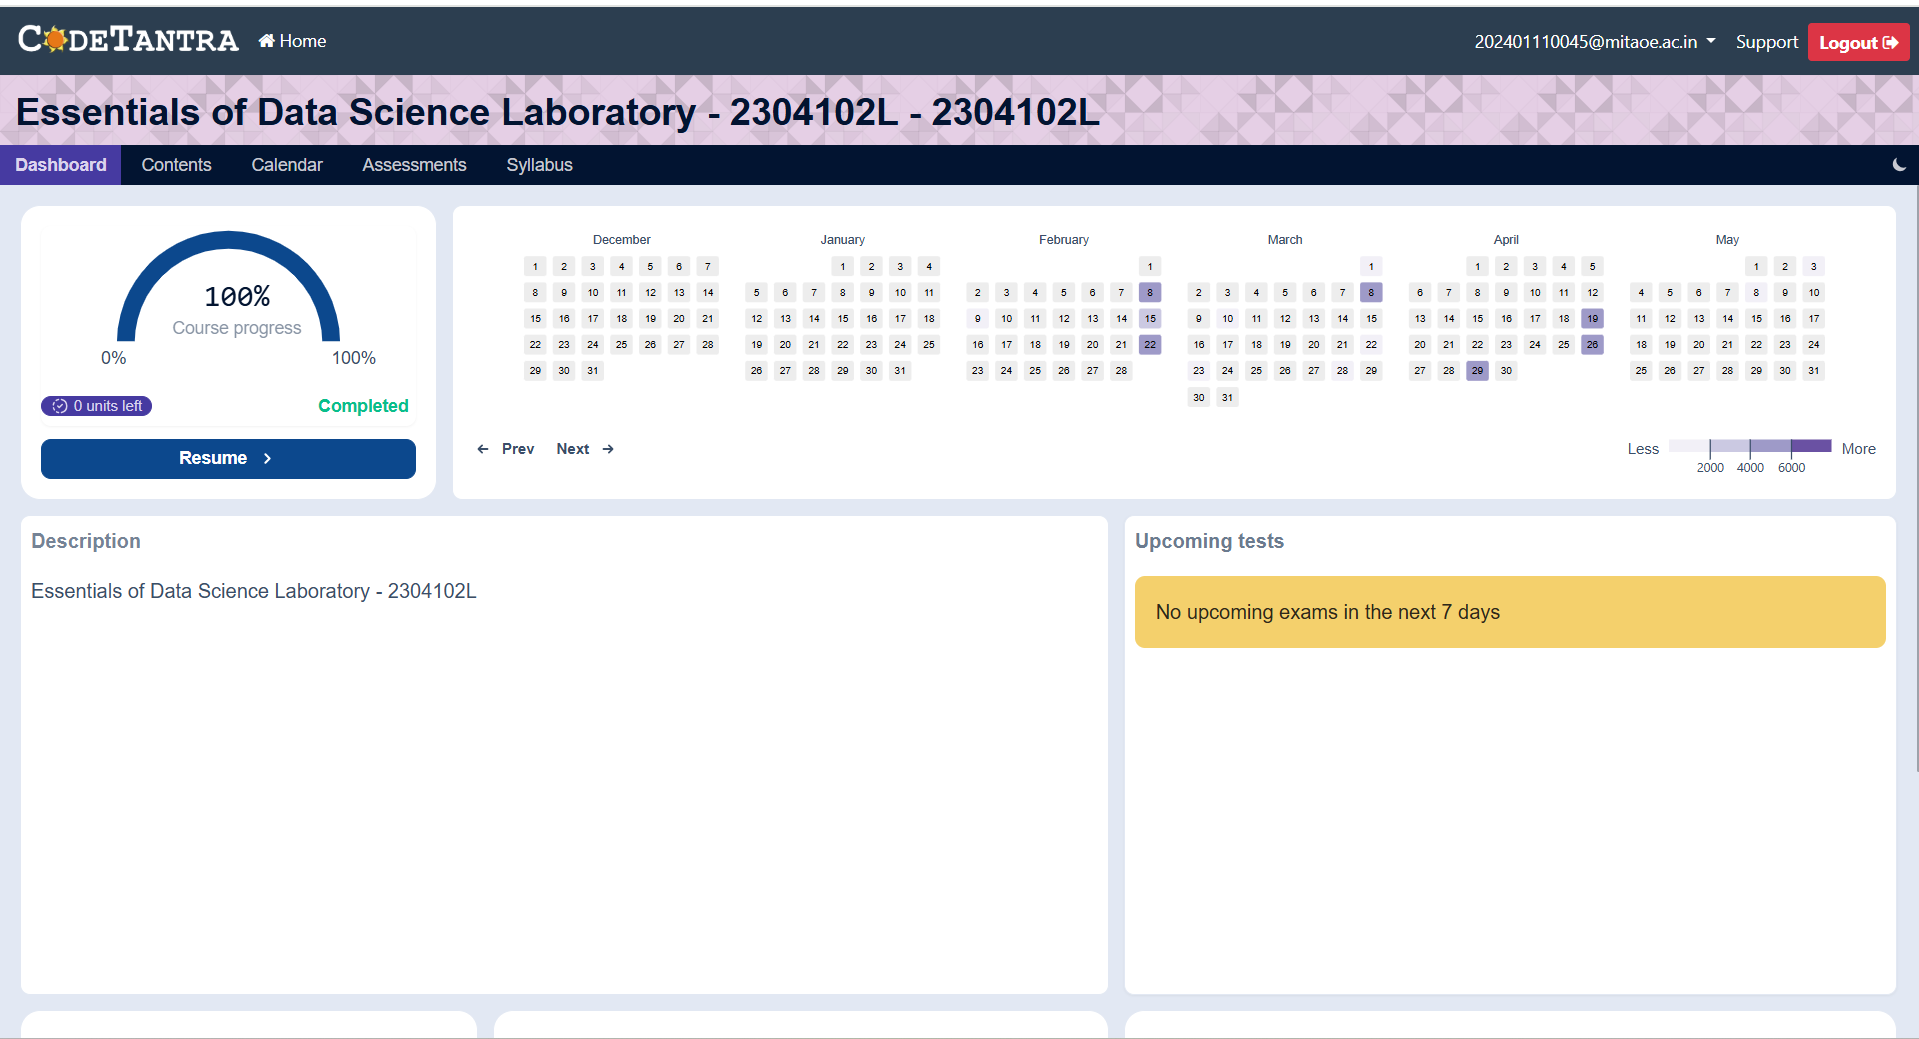 CODETANTRA Home 202401110045@mitaoe.ac.in Support Logout
Essentials of Data Science Laboratory - 2304102L - 2304102L
Dashboard Contents Calendar Assessments Syllabus
100%
Course progress
0% 100%
0 units left Completed
Resume
December
1 2 3 4 5 6 7
8 9 10 11 12 13 14
15 16 17 18 19 20 21
22 23 24 25 26 27 28
29 30 31
January
1 2 3 4
5 6 7 8 9 10 11
12 13 14 15 16 17 18
19 20 21 22 23 24 25
26 27 28 29 30 31
February
1
2 3 4 5 6 7 8
9 10 11 12 13 14 15
16 17 18 19 20 21 22
23 24 25 26 27 28
March
1
2 3 4 5 6 7 8
9 10 11 12 13 14 15
16 17 18 19 20 21 22
23 24 25 26 27 28 29
30 31
April
1 2 3 4 5
6 7 8 9 10 11 12
13 14 15 16 17 18 19
20 21 22 23 24 25 26
27 28 29 30
May
1 2 3
4 5 6 7 8 9 10
11 12 13 14 15 16 17
18 19 20 21 22 23 24
25 26 27 28 29 30 31
Prev Next
Less More
2000 4000 6000
Description
Essentials of Data Science Laboratory - 2304102L
Upcoming tests
No upcoming exams in the next 7 days